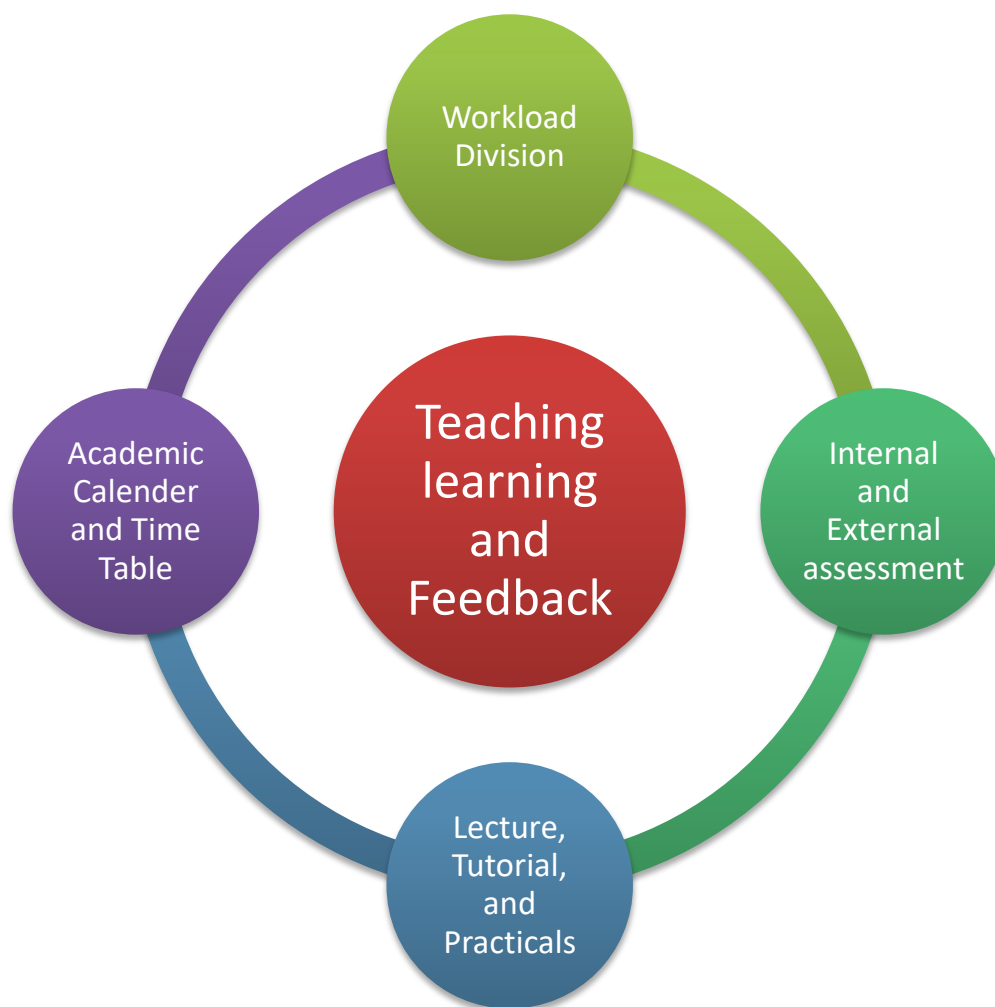 Workload
Division
Academic
Calender
and Time
Table
Teaching
learning
and
Feedback
Internal
and
External
assessment
Lecture,
Tutorial,
and
Practicals